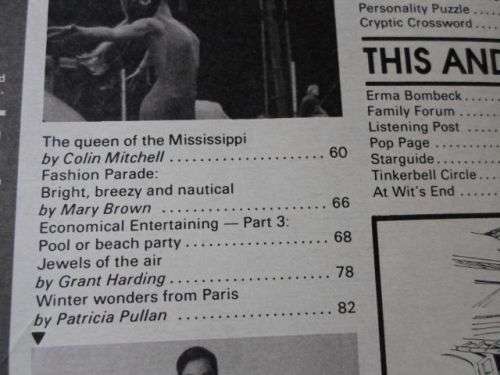 The queen of the Mississippi
by Colin Mitchell ...................... 60
Fashion Parade:
Bright, breezy and nautical
by Mary Brown ....................... 66
Economical Entertaining — Part 3:
Pool or beach party .................... 68
Jewels of the air
by Grant Harding ....................... 78
Winter wonders from Paris
by Patricia Pullan ..................... 82
Personality Puzzle .....
Cryptic Crossword ....
THIS AND
Erma Bombeck .....
Family Forum .....
Listening Post .....
Pop Page .....
Starguide .....
Tinkerbell Circle ....
At Wit's End .....